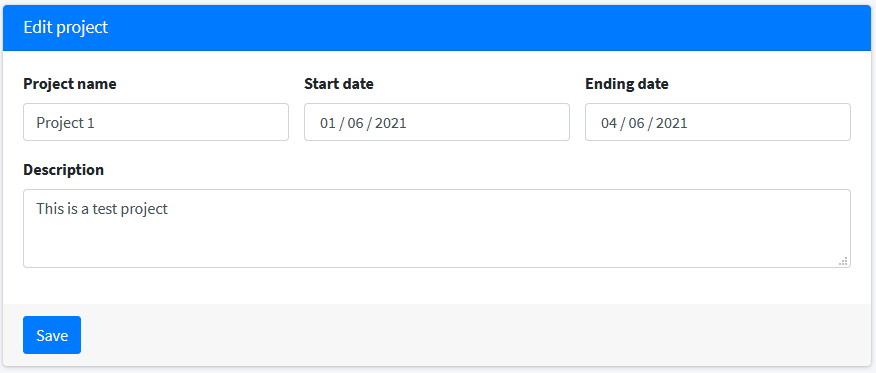 Edit project
Project name Start date Ending date
Project 1 01 / 06 / 2021 04 / 06 / 2021
Description
This is a test project
Save